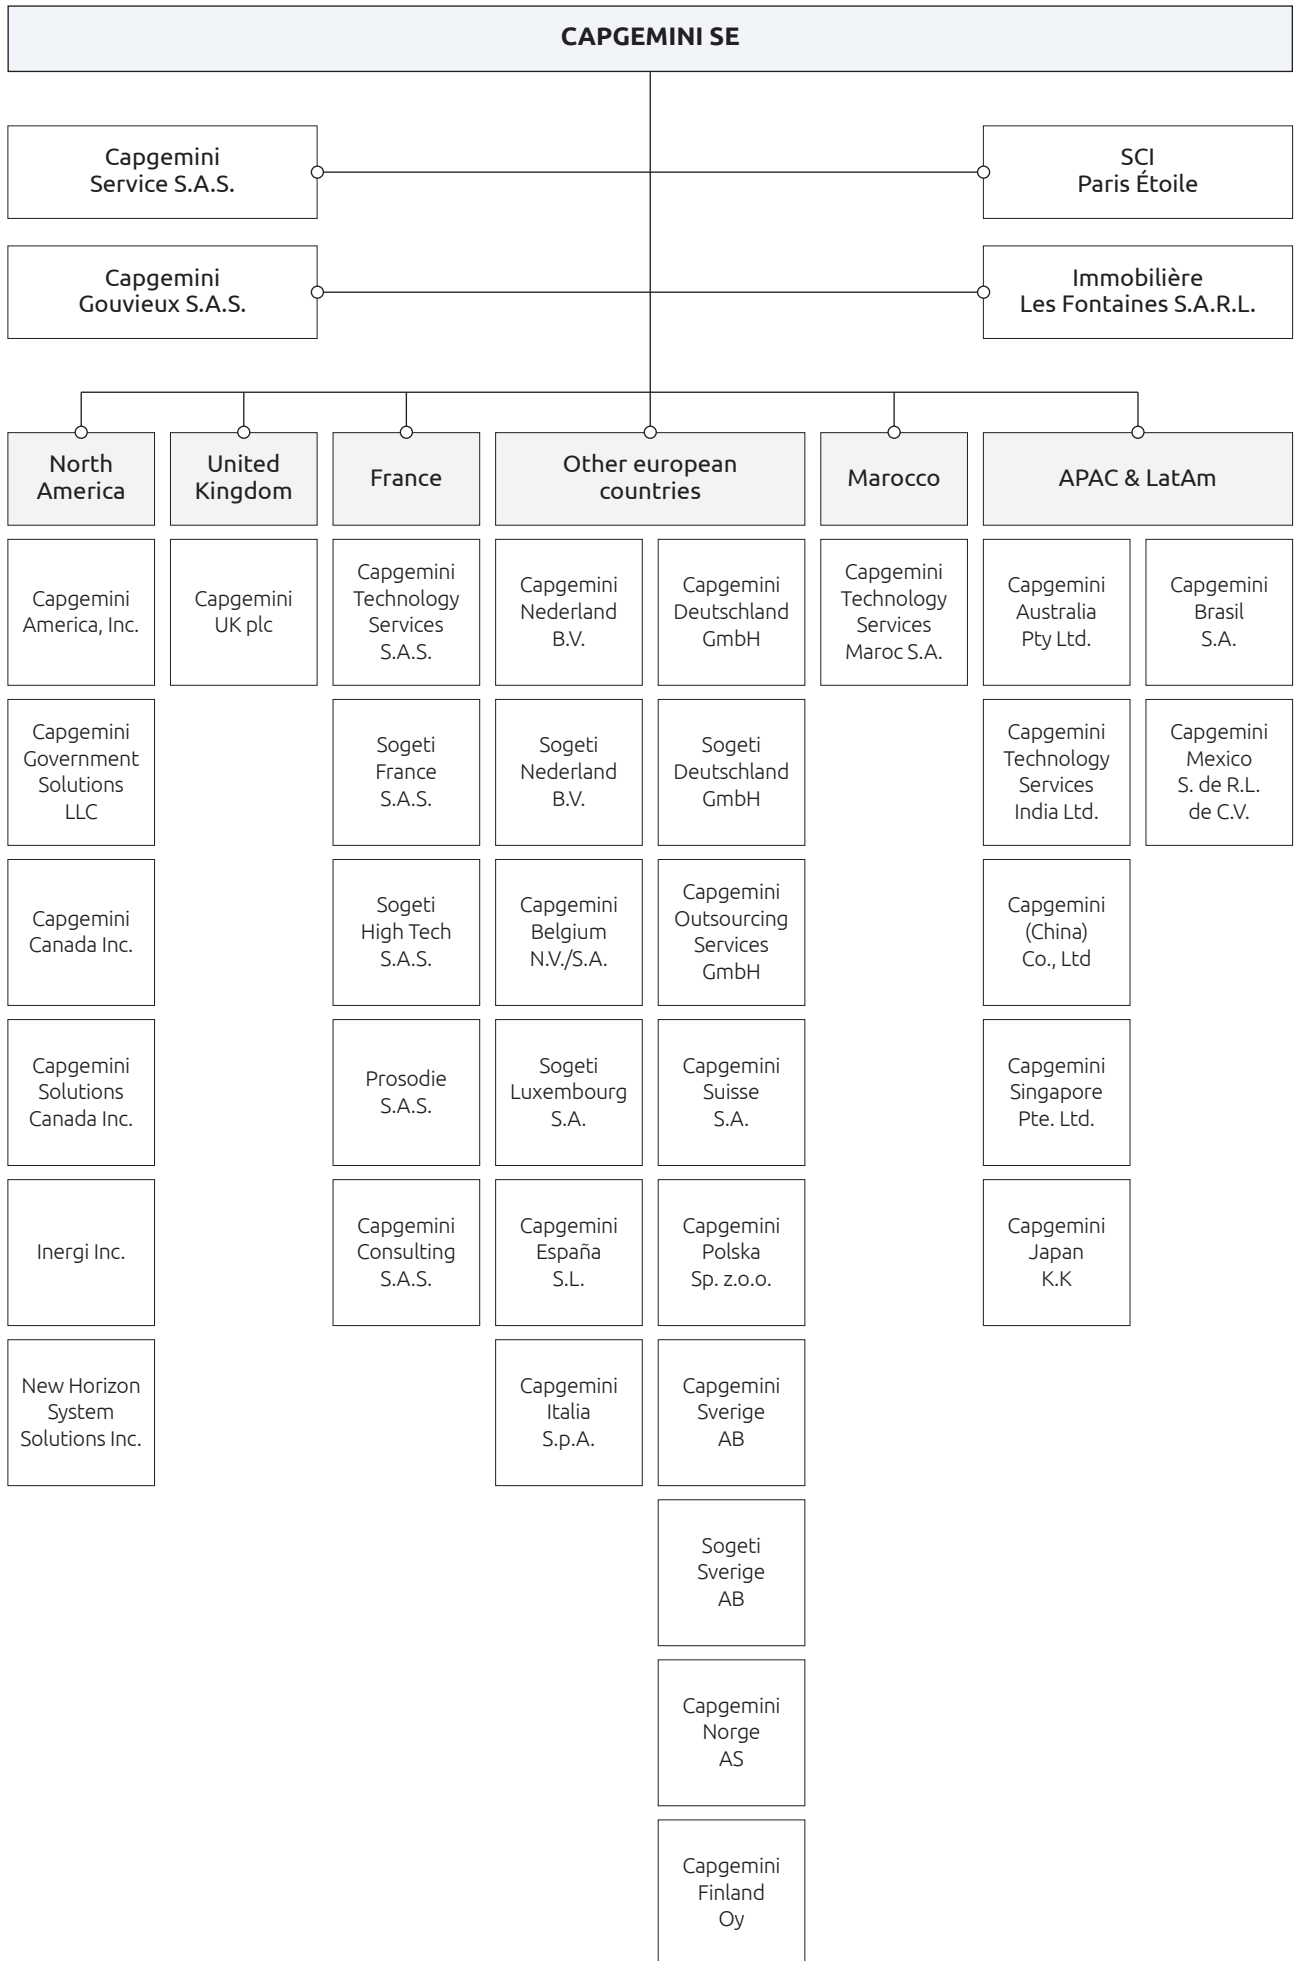 CAPGEMINI SE
Capgemini
Service S.A.S.
SCI
Paris Étoile
Capgemini
Gouvieux S.A.S.
Immobilière
Les Fontaines S.A.R.L.
North
America
United
Kingdom
France
Other european
countries
Marocco
APAC & LatAm
Capgemini
America, Inc.
Capgemini
UK plc
Capgemini
Technology
Services
S.A.S.
Capgemini
Nederland
B.V.
Capgemini
Deutschland
GmbH
Capgemini
Technology
Services
Maroc S.A.
Capgemini
Australia
Pty Ltd.
Capgemini
Brasil
S.A.
Capgemini
Government
Solutions
LLC
Sogeti
France
S.A.S.
Sogeti
Nederland
B.V.
Sogeti
Deutschland
GmbH
Capgemini
Technology
Services
India Ltd.
Capgemini
Mexico
S. de R.L.
de C.V.
Capgemini
Canada Inc.
Sogeti
High Tech
S.A.S.
Capgemini
Belgium
N.V./S.A.
Capgemini
Outsourcing
Services
GmbH
Capgemini
(China)
Co., Ltd
Capgemini
Solutions
Canada Inc.
Prosodie
S.A.S.
Sogeti
Luxembourg
S.A.
Capgemini
Suisse
S.A.
Capgemini
Singapore
Pte. Ltd.
Inergi Inc.
Capgemini
Consulting
S.A.S.
Capgemini
España
S.L.
Capgemini
Polska
Sp. z.o.o.
Capgemini
Japan
K.K
New Horizon
System
Solutions Inc.
Capgemini
Italia
S.p.A.
Capgemini
Sverige
AB
Sogeti
Sverige
AB
Capgemini
Norge
AS
Capgemini
Finland
Oy